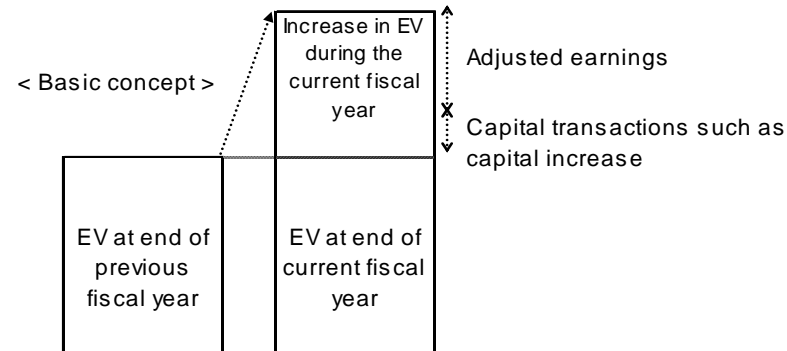 < Basic concept >
Increase in EV
during the
current fiscal
year
Adjusted earnings
Capital transactions such as
capital increase
EV at end of
previous
fiscal year
EV at end of
current fiscal
year